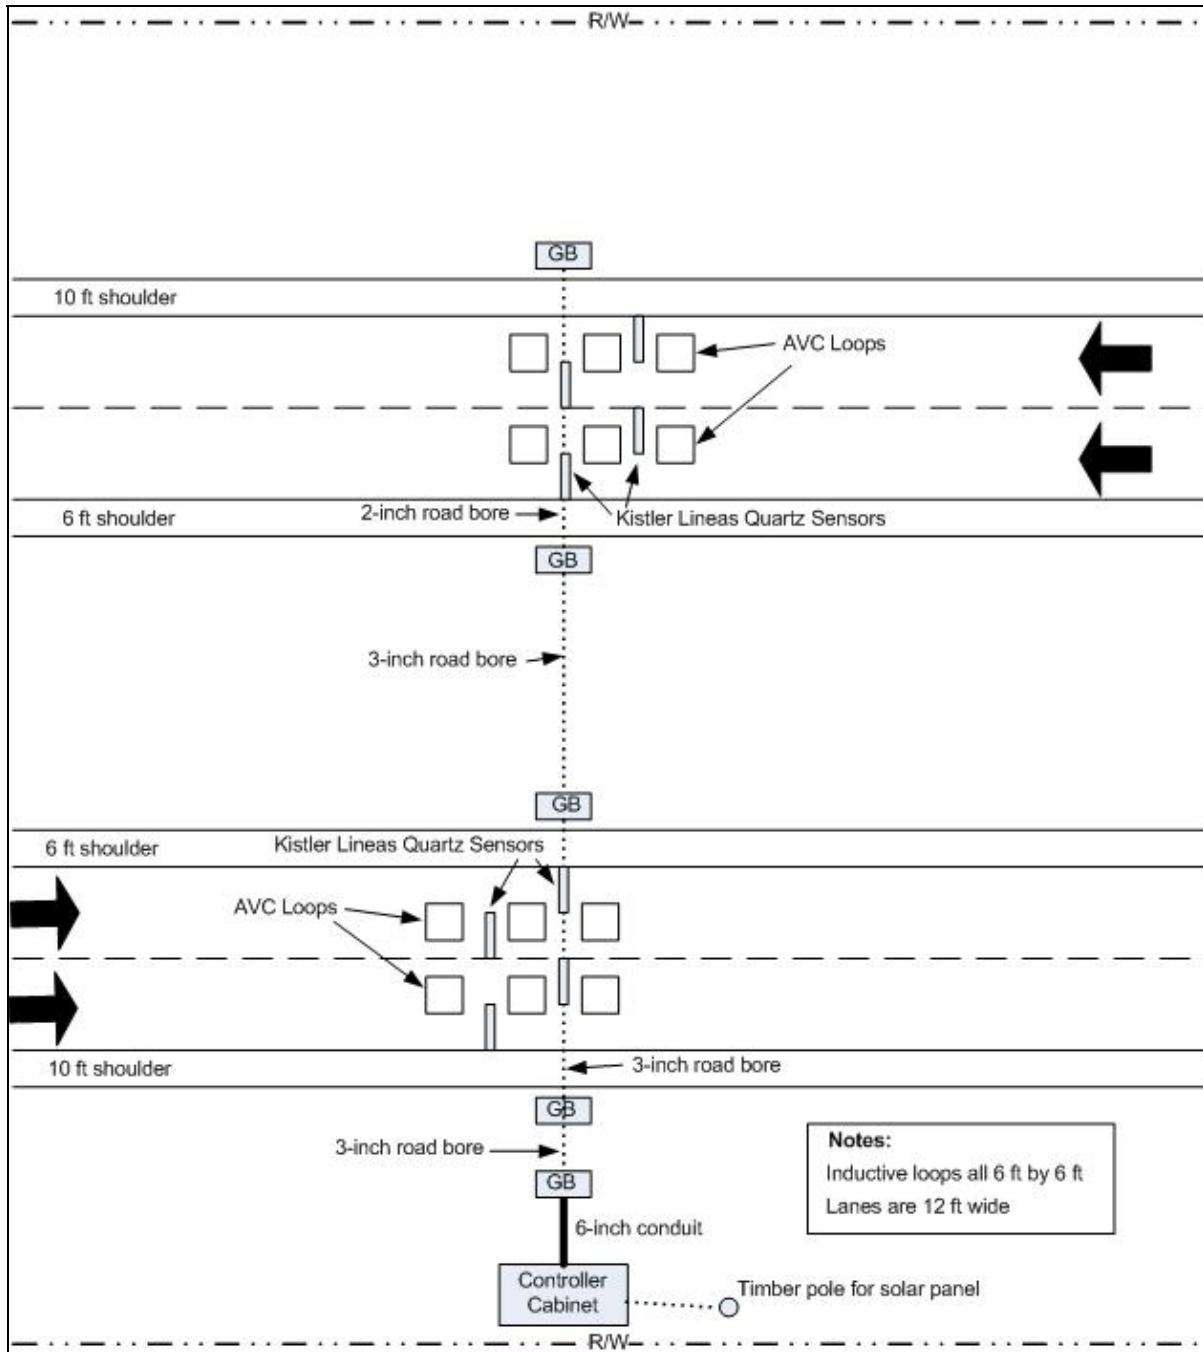 R/W
GB
10 ft shoulder
AVC Loops
6 ft shoulder
2-inch road bore
Kistler Lineas Quartz Sensors
GB
3-inch road bore
GB
6 ft shoulder
Kistler Lineas Quartz Sensors
AVC Loops
10 ft shoulder
3-inch road bore
GB
3-inch road bore
GB
Notes:
Inductive loops all 6 ft by 6 ft
Lanes are 12 ft wide
6-inch conduit
Controller
Cabinet
Timber pole for solar panel
R/W